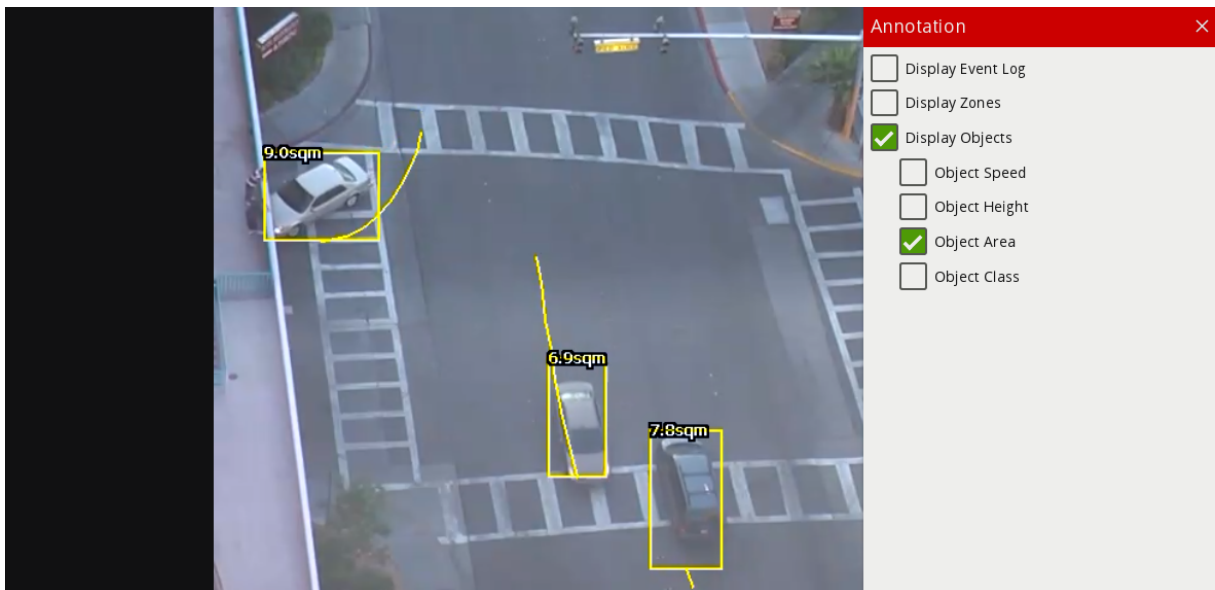 Annotation
Display Event Log
Display Zones
Display Objects
Object Speed
Object Height
Object Area
Object Class
9.0sqm
6.9sqm
7.8sqm